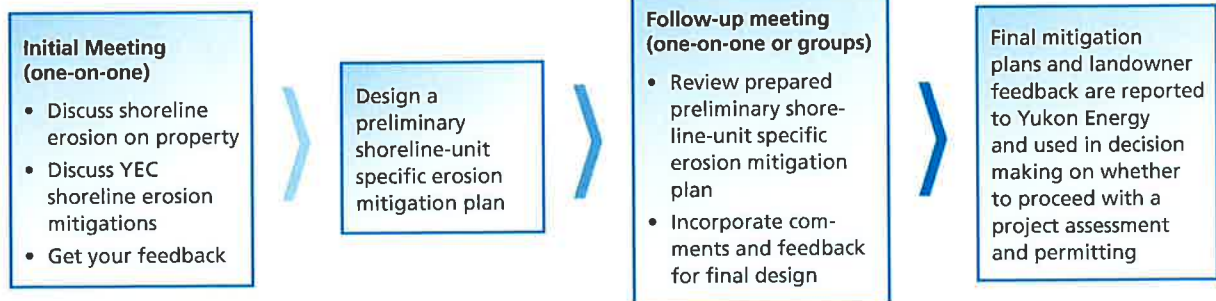 Initial Meeting
(one-on-one)
• Discuss shoreline
erosion on property
• Discuss YEC
shoreline erosion
mitigations
• Get your feedback
Design a
preliminary
shoreline-unit
specific erosion
mitigation plan
Follow-up meeting
(one-on-one or groups)
• Review prepared
preliminary shore-
line-unit specific
erosion mitigation
plan
• Incorporate com-
ments and feedback
for final design
Final mitigation
plans and landowner
feedback are reported
to Yukon Energy
and used in decision
making on whether
to proceed with a
project assessment
and permitting